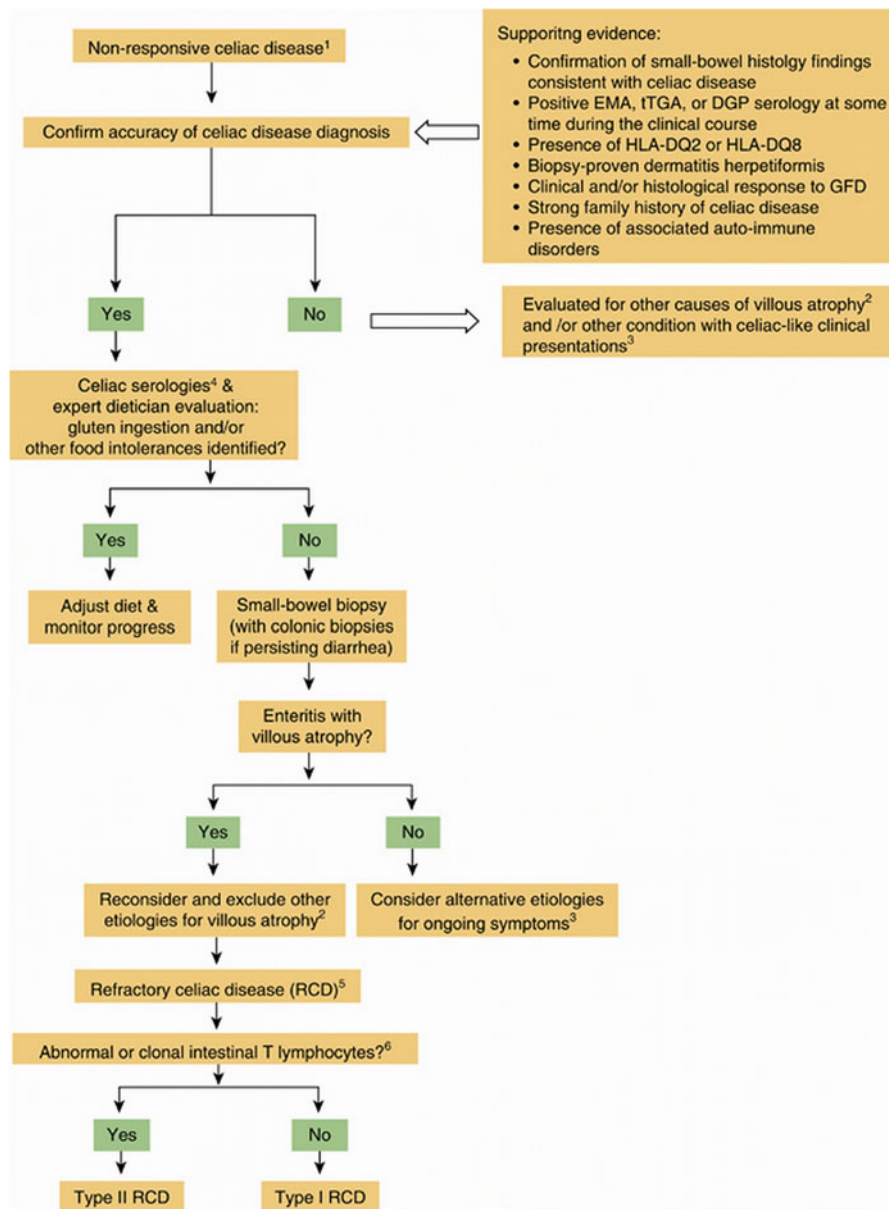 Non-responsive celiac disease1
Supporitng evidence:
• Confirmation of small-bowel histolgy findings
consistent with celiac disease
• Positive EMA, tTGA, or DGP serology at some
time during the clinical course
• Presence of HLA-DQ2 or HLA-DQ8
• Biopsy-proven dermatitis herpetiformis
• Clinical and/or histological response to GFD
• Strong family history of celiac disease
• Presence of associated auto-immune
disorders
Confirm accuracy of celiac disease diagnosis
Yes
No
Evaluated for other causes of villous atrophy2
and /or other condition with celiac-like clinical
presentations3
Celiac serologies4 &
expert dietician evaluation:
gluten ingestion and/or
other food intolerances identified?
Yes
No
Adjust diet &
monitor progress
Small-bowel biopsy
(with colonic biopsies
if persisting diarrhea)
Enteritis with
villous atrophy?
Yes
No
Reconsider and exclude other
etiologies for villous atrophy2
Consider alternative etiologies
for ongoing symptoms3
Refractory celiac disease (RCD)5
Abnormal or clonal intestinal T lymphocytes?6
Yes
No
Type II RCD
Type I RCD